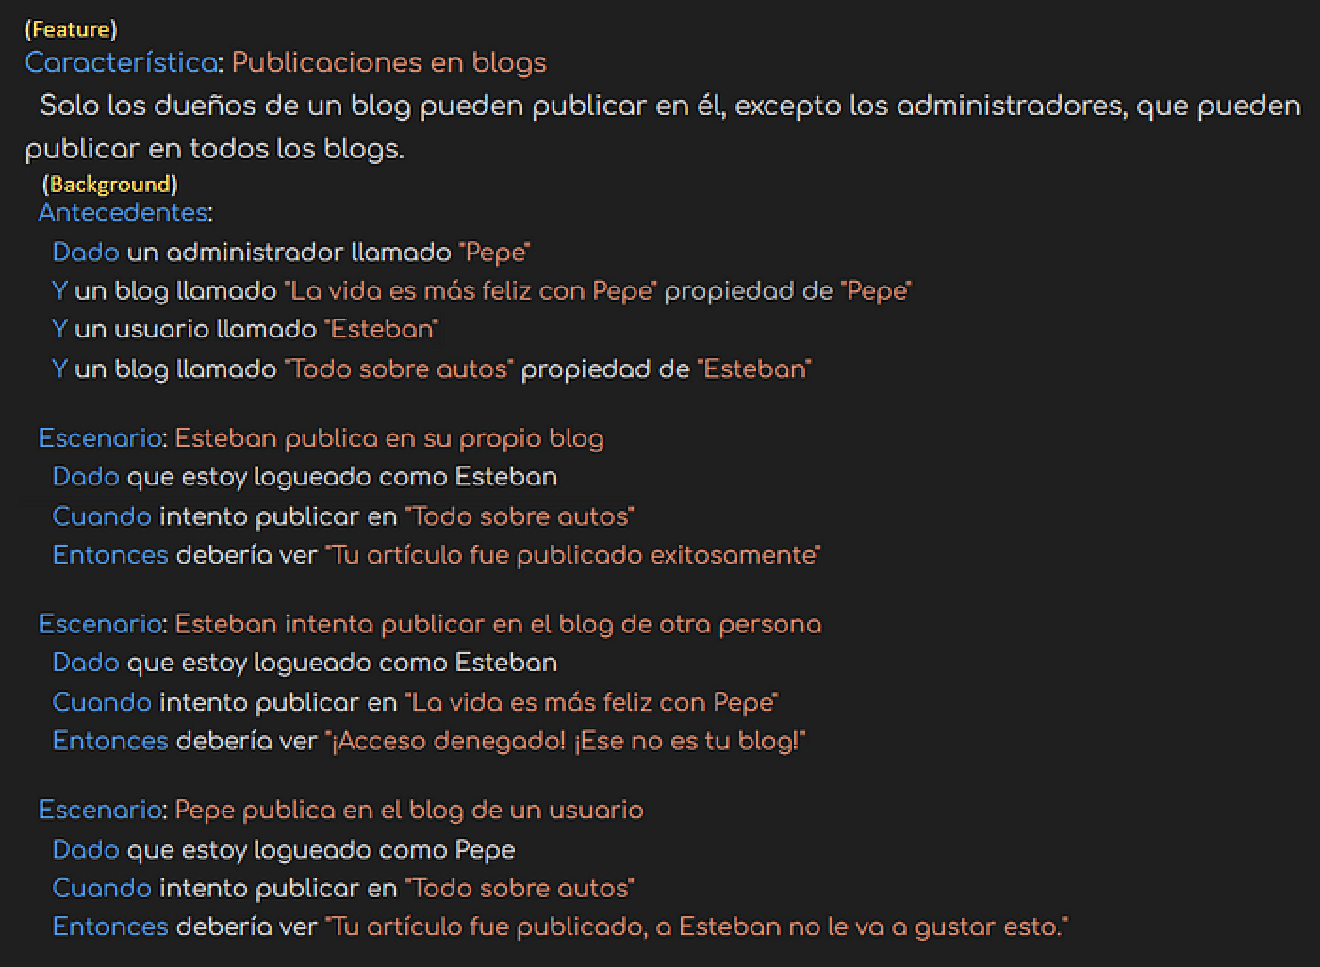 (Feature)
Característica: Publicaciones en blogs
Solo los dueños de un blog pueden publicar en él, excepto los administradores, que pueden
publicar en todos los blogs.
(Background)
Antecedentes:
Dado un administrador llamado "Pepe"
Y un blog llamado "La vida es más feliz con Pepe" propiedad de "Pepe"
Y un usuario llamado "Esteban"
Y un blog llamado "Todo sobre autos" propiedad de "Esteban"
Escenario: Esteban publica en su propio blog
Dado que estoy logueado como Esteban
Cuando intento publicar en "Todo sobre autos"
Entonces debería ver "Tu artículo fue publicado exitosamente"
Escenario: Esteban intenta publicar en el blog de otra persona
Dado que estoy logueado como Esteban
Cuando intento publicar en "La vida es más feliz con Pepe"
Entonces debería ver "¡Acceso denegado! ¡Ese no es tu blog!"
Escenario: Pepe publica en el blog de un usuario
Dado que estoy logueado como Pepe
Cuando intento publicar en "Todo sobre autos"
Entonces debería ver "Tu artículo fue publicado, a Esteban no le va a gustar esto."